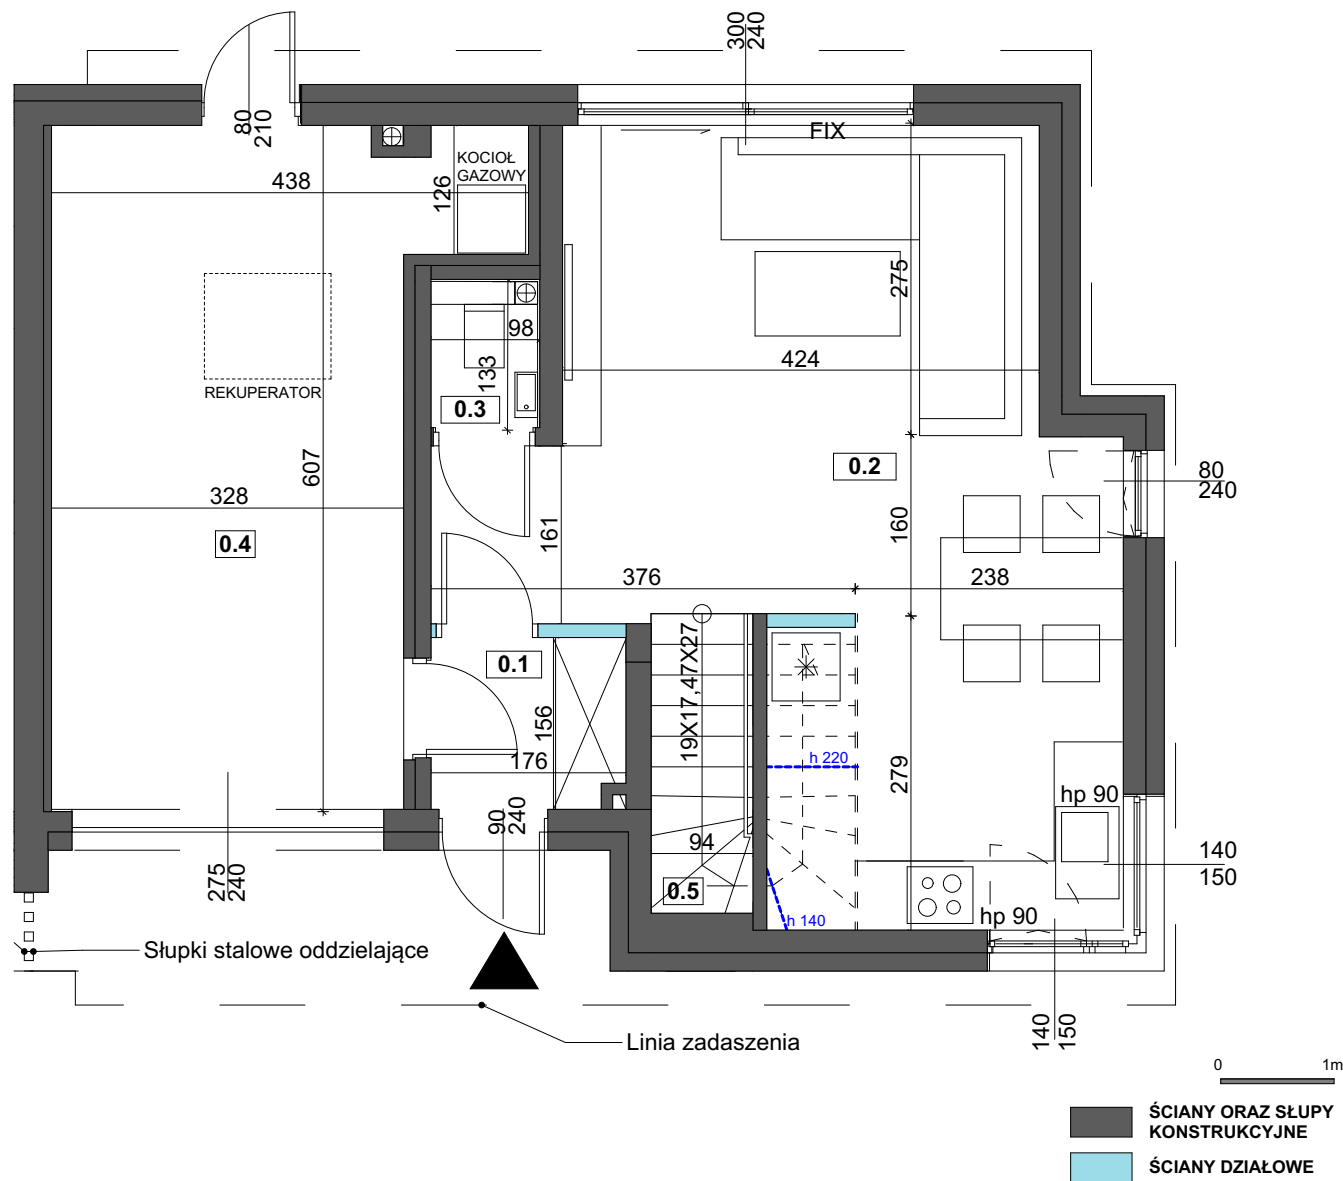 300
240
80
210
FIX
KOCIOŁ
GAZOWY
438
126
275
98
424
133
REKUPERATOR
0.3
607
0.2
80
240
328
161
160
0.4
376
238
0.1
19X17,47X27
156
h 220
176
279
hp 90
90
240
94
140
150
275
240
0.5
h 140
hp 90
Słupki stalowe oddzielające
140
150
Linia zadaszenia
0 1m
ŚCIANY ORAZ SŁUPY
KONSTRUKCYJNE
ŚCIANY DZIAŁOWE